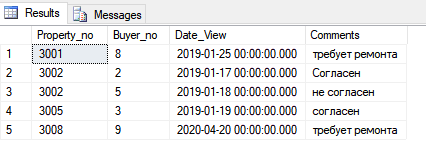 Results Messages
Property_no Buyer_no Date_View Comments
1 3001 8 2019-01-25 00:00:00.000 требует ремонта
2 3002 2 2019-01-17 00:00:00.000 Согласен
3 3002 5 2019-01-18 00:00:00.000 не согласен
4 3005 3 2019-01-19 00:00:00.000 согласен
5 3008 9 2020-04-20 00:00:00.000 требует ремонта